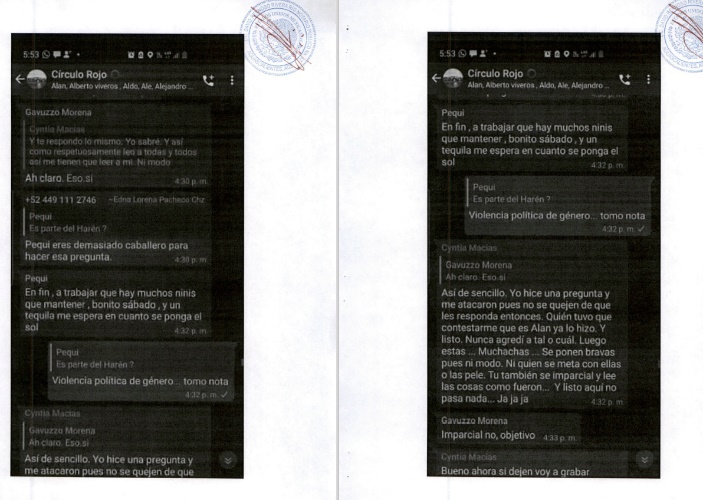 5:53
Círculo Rojo
Alan, Alberto viveros , Aldo, Ale, Alejandro ...
Gavuzzo Morena
Cyntia Macias
Y te respondo lo mismo. Yo sabré. Y así
como respetuosamente leo a todas y todos
así me tienen que leer a mi. Ni modo
Ah claro. Eso.si
4:30 p. m.
+52 449 111 2746 ~Edna Lorena Pacheco Chz
Pequi
Es parte del Harén ?
Pequi eres demasiado caballero para
hacer esa pregunta.
4:30 p. m.
Pequi
En fin , a trabajar que hay muchos ninis
que mantener , bonito sábado , y un
tequila me espera en cuanto se ponga el
sol
4:32 p. m.
Pequi
Es parte del Harén ?
Violencia política de género... tomo nota
4:32 p. m.
Cyntia Macias
Gavuzzo Morena
Ah claro. Eso.si
Así de sencillo. Yo hice una pregunta y
me atacaron pues no se quejen de que
5:53
Círculo Rojo
Alan, Alberto viveros , Aldo, Ale, Alejandro ...
Pequi
En fin , a trabajar que hay muchos ninis
que mantener , bonito sábado , y un
tequila me espera en cuanto se ponga el
sol
4:32 p. m.
Pequi
Es parte del Harén ?
Violencia política de género... tomo nota
4:32 p. m.
Cyntia Macias
Gavuzzo Morena
Ah claro. Eso.si
Así de sencillo. Yo hice una pregunta y
me atacaron pues no se quejen de que
les responda entonces. Quién tuvo que
contestarme que es Alan ya lo hizo. Y
listo. Nunca agredí a tal o cuál. Luego
estas ... Muchachas ... Se ponen bravas
pues ni modo. Ni quien se meta con ellas
o las pele. Tu también se imparcial y lee
las cosas como fueron... Y listo aquí no
pasa nada... Ja ja ja
4:32 p. m.
Gavuzzo Morena
Imparcial no, objetivo
4:33 p. m.
Cyntia Macias
Bueno ahora si dejen voy a grabar